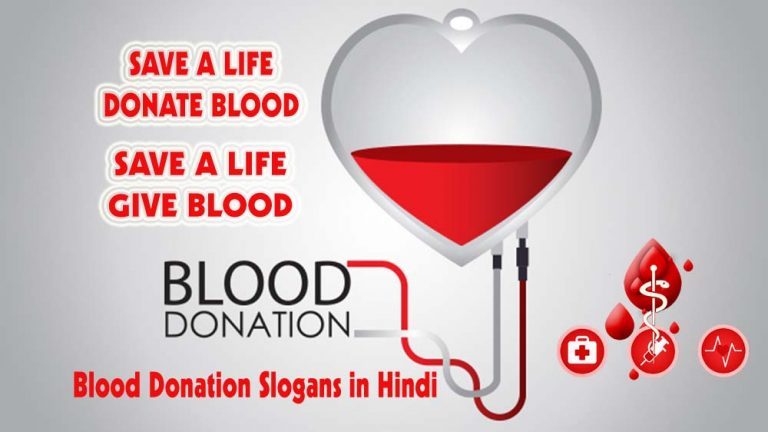 SAVE A LIFE
DONATE BLOOD
SAVE A LIFE
GIVE BLOOD
BLOOD
DONATION
Blood Donation Slogans in Hindi